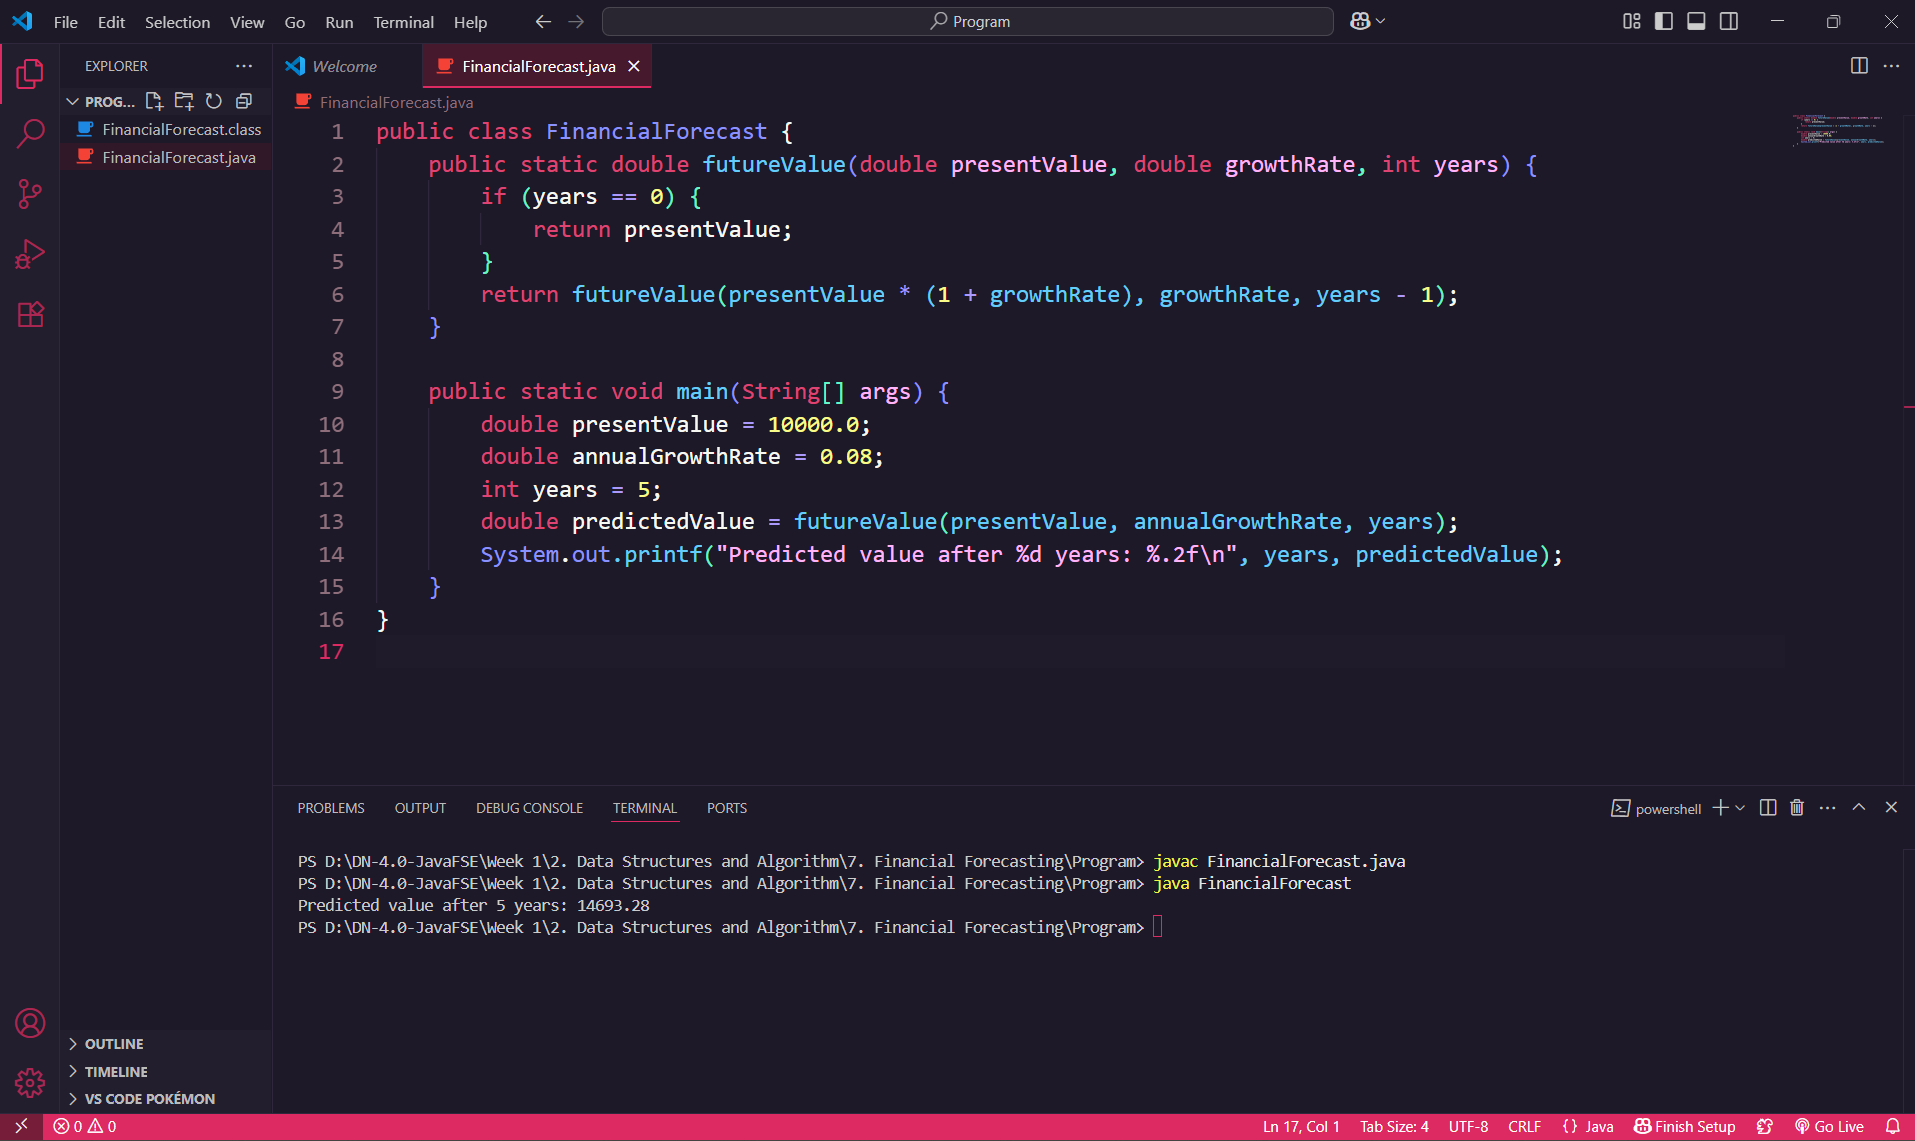 File Edit Selection View Go Run Terminal Help
Program
EXPLORER
PROG...
FinancialForecast.class
FinancialForecast.java
OUTLINE
TIMELINE
VS CODE POKÉMON
Welcome
FinancialForecast.java
FinancialForecast.java
1 public class FinancialForecast {
2     public static double futureValue(double presentValue, double growthRate, int years) {
3         if (years == 0) {
4             return presentValue;
5         }
6         return futureValue(presentValue * (1 + growthRate), growthRate, years - 1);
7     }
8
9     public static void main(String[] args) {
10         double presentValue = 10000.0;
11         double annualGrowthRate = 0.08;
12         int years = 5;
13         double predictedValue = futureValue(presentValue, annualGrowthRate, years);
14         System.out.printf("Predicted value after %d years: %.2f\n", years, predictedValue);
15     }
16 }
17
PROBLEMS OUTPUT DEBUG CONSOLE TERMINAL PORTS
powershell
PS D:\DN-4.0-JavaFSE\Week 1\2. Data Structures and Algorithm\7. Financial Forecasting\Program> javac FinancialForecast.java
PS D:\DN-4.0-JavaFSE\Week 1\2. Data Structures and Algorithm\7. Financial Forecasting\Program> java FinancialForecast
Predicted value after 5 years: 14693.28
PS D:\DN-4.0-JavaFSE\Week 1\2. Data Structures and Algorithm\7. Financial Forecasting\Program>
0 0
Ln 17, Col 1 Tab Size: 4 UTF-8 CRLF {} Java Finish Setup Go Live